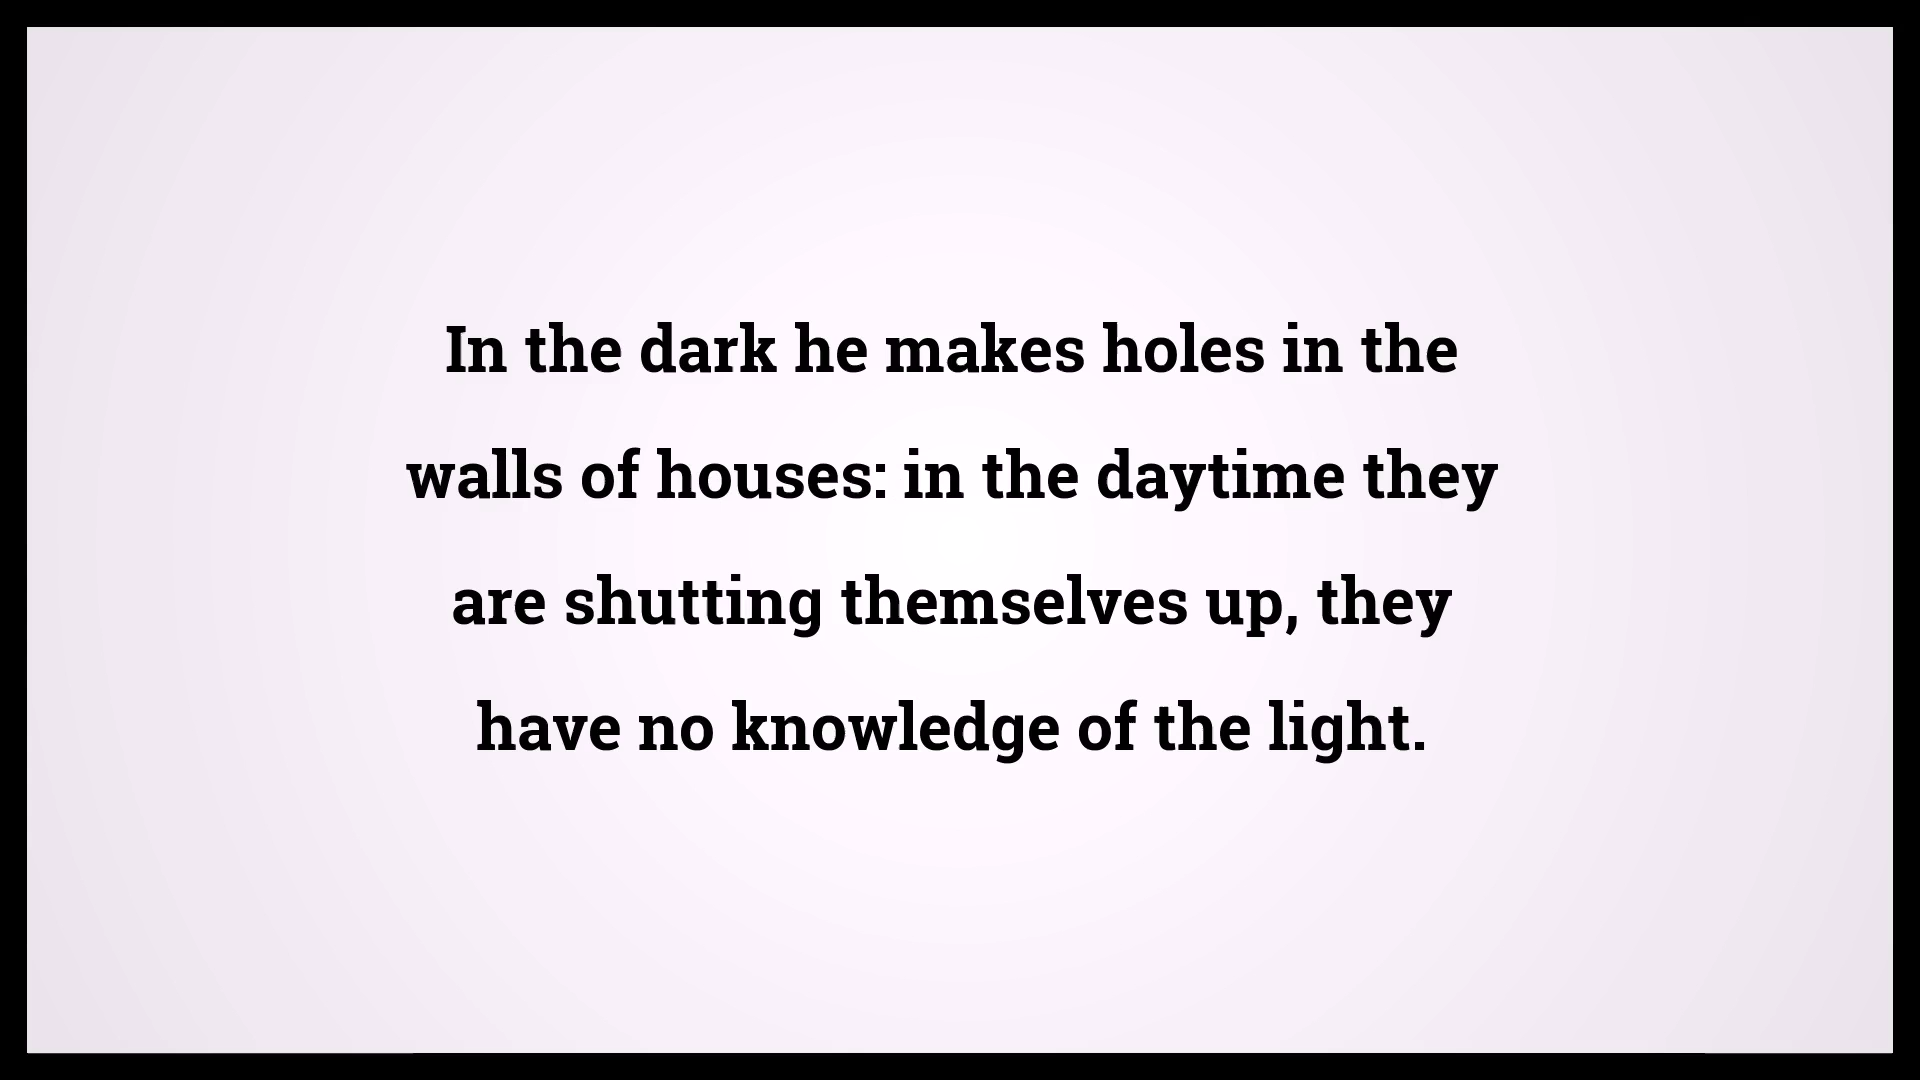 In the dark he makes holes in the
walls of houses: in the daytime they
are shutting themselves up, they
have no knowledge of the light.